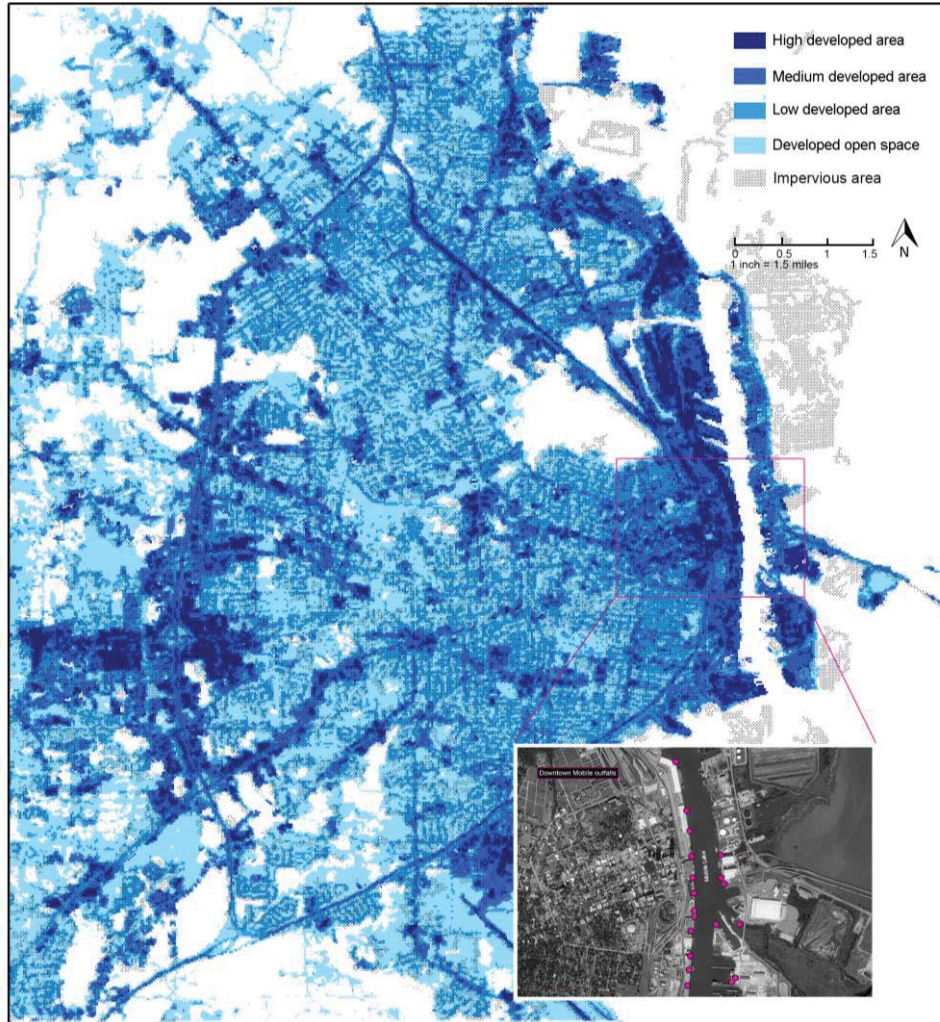 High developed area
Medium developed area
Low developed area
Developed open space
Impervious area
N
0 0.5 1 1.5
1 inch = 1.5 miles
Downtown Mobile outfalls